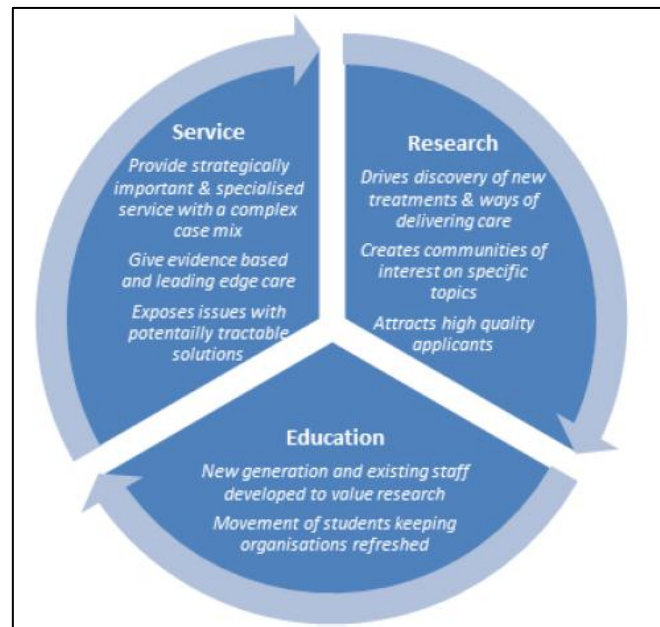 Service
Provide strategically
important & specialised
service with a complex
case mix
Give evidence based
and leading edge care
Exposes issues with
potentailly tractable
solutions
Research
Drives discovery of new
treatments & ways of
delivering care
Creates communities of
interest on specific
topics
Attracts high quality
applicants
Education
New generation and existing staff
developed to value research
Movement of students keeping
organisations refreshed